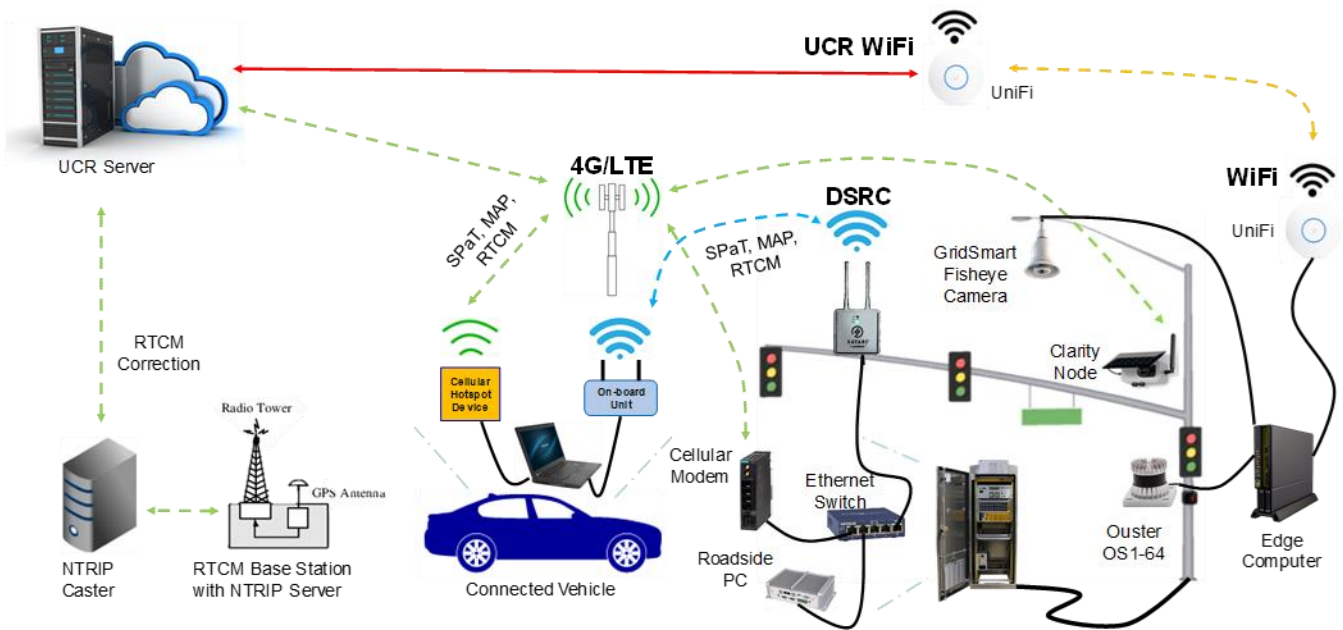 UCR WiFi
UniFi
UCR Server
4G/LTE
WiFi
DSRC
UniFi
SPaT, MAP,
RTCM
SPaT, MAP,
RTCM
GridSmart
Fisheye
Camera
RTCM
Correction
Clarity
Node
Cellular
Hotspot
Device
On-board
Unit
Radio Tower
Cellular
Modem
Ethernet
Switch
GPS Antenna
Roadside
PC
Ouster
OS1-64
Edge
Computer
NTRIP
Caster
RTCM Base Station
with NTRIP Server
Connected Vehicle